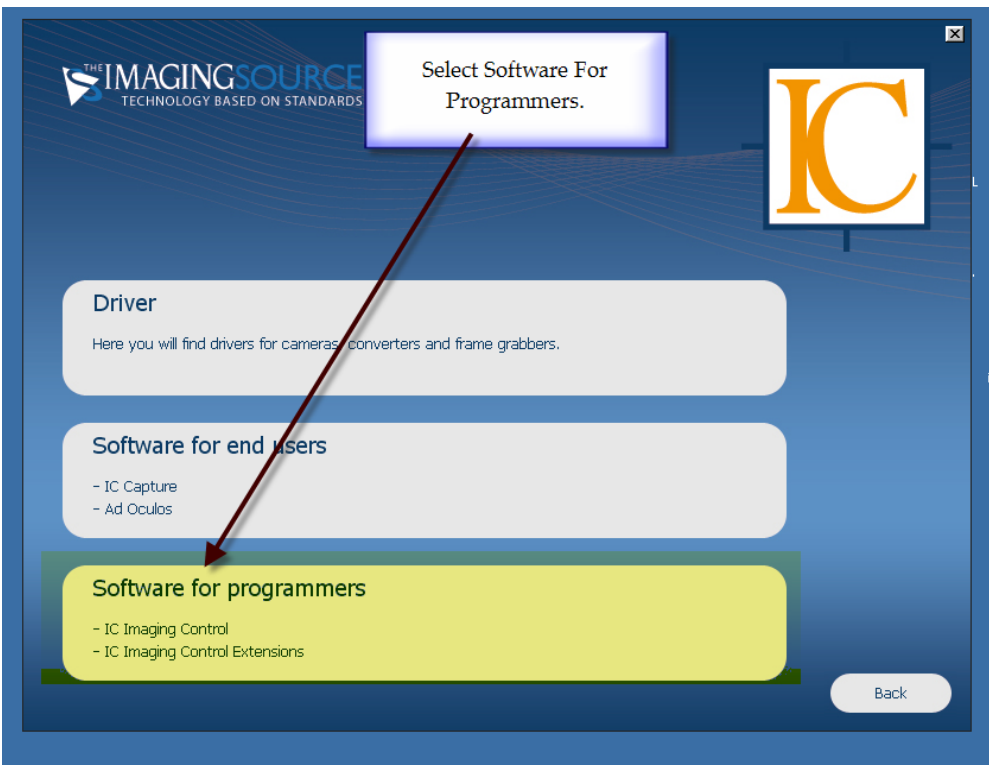 THE IMAGINGSOURCE
TECHNOLOGY BASED ON STANDARDS
Select Software For
Programmers.
IC
Driver
Here you will find drivers for cameras, converters and frame grabbers.
Software for end users
- IC Capture
- Ad Oculos
Software for programmers
- IC Imaging Control
- IC Imaging Control Extensions
Back